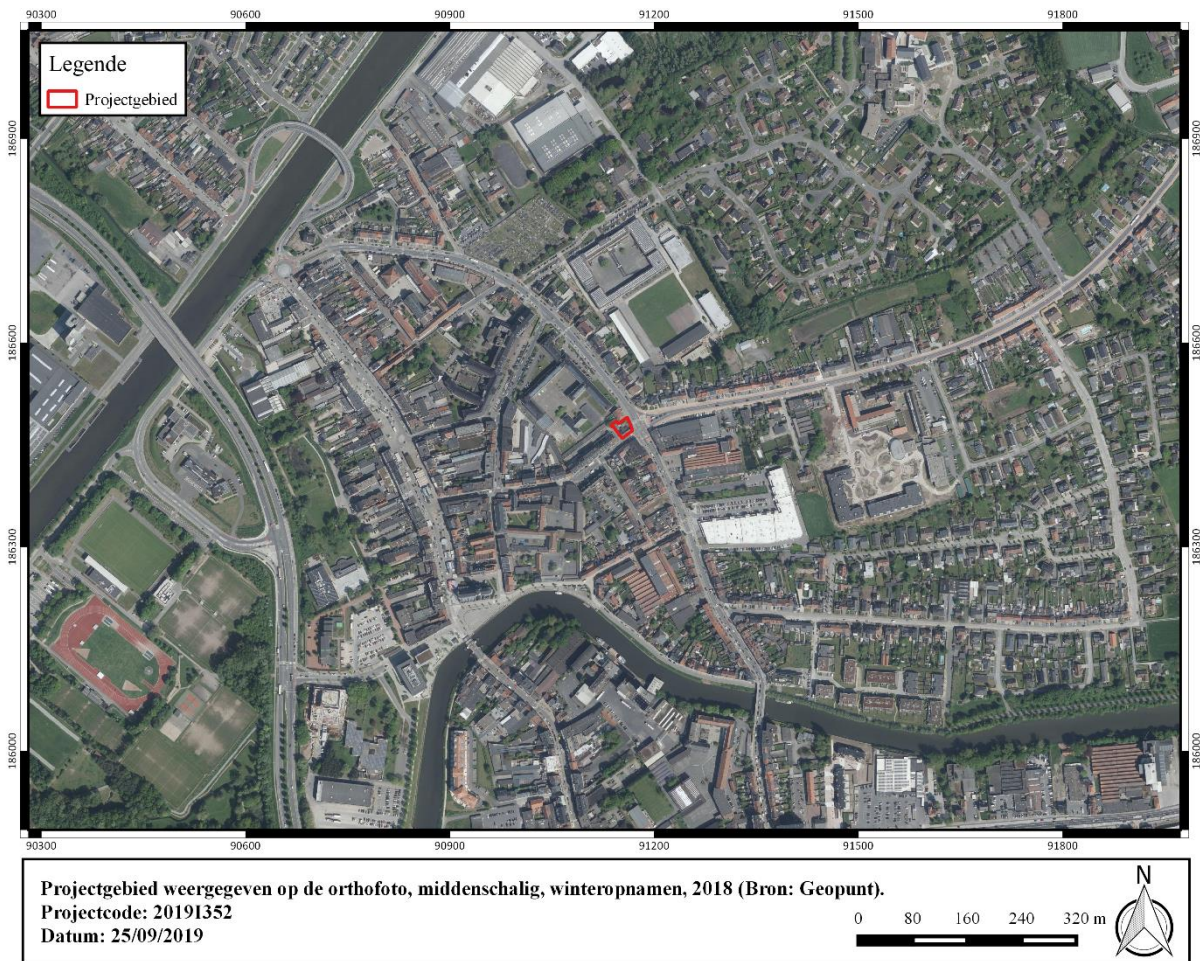 90300 90600 90900 91200 91500 91800
Legende
Projectgebied
186900 186900
186600 186600
186300 186300
186000 186000
90300 90600 90900 91200 91500 91800
Projectgebied weergegeven op de orthofoto, middenschalig, winteropnamen, 2018 (Bron: Geopunt).
Projectcode: 2019I352
Datum: 25/09/2019
N
0 80 160 240 320 m